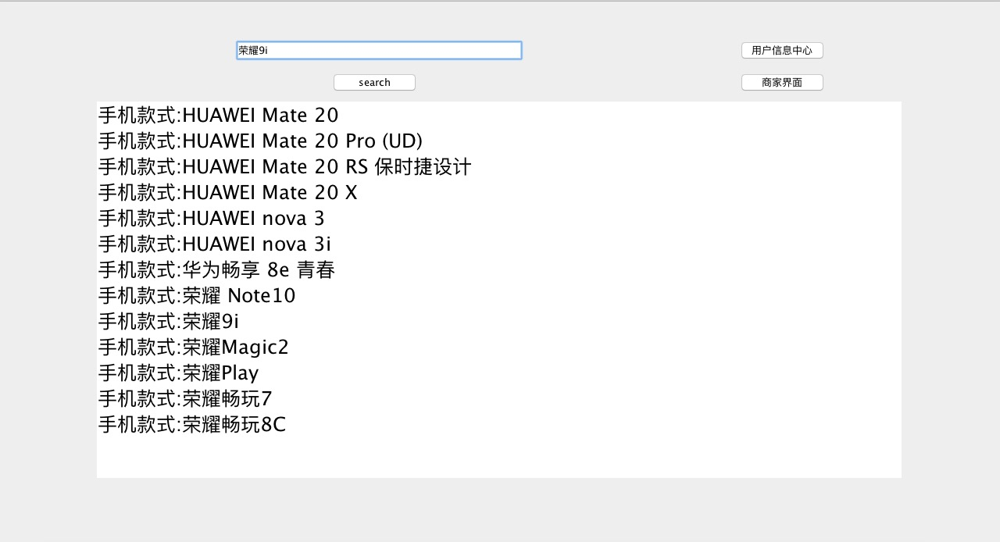 荣耀9i
用户信息中心
search
商家界面
手机款式:HUAWEI Mate 20
手机款式:HUAWEI Mate 20 Pro (UD)
手机款式:HUAWEI Mate 20 RS 保时捷设计
手机款式:HUAWEI Mate 20 X
手机款式:HUAWEI nova 3
手机款式:HUAWEI nova 3i
手机款式:华为畅享 8e 青春
手机款式:荣耀 Note10
手机款式:荣耀9i
手机款式:荣耀Magic2
手机款式:荣耀Play
手机款式:荣耀畅玩7
手机款式:荣耀畅玩8C